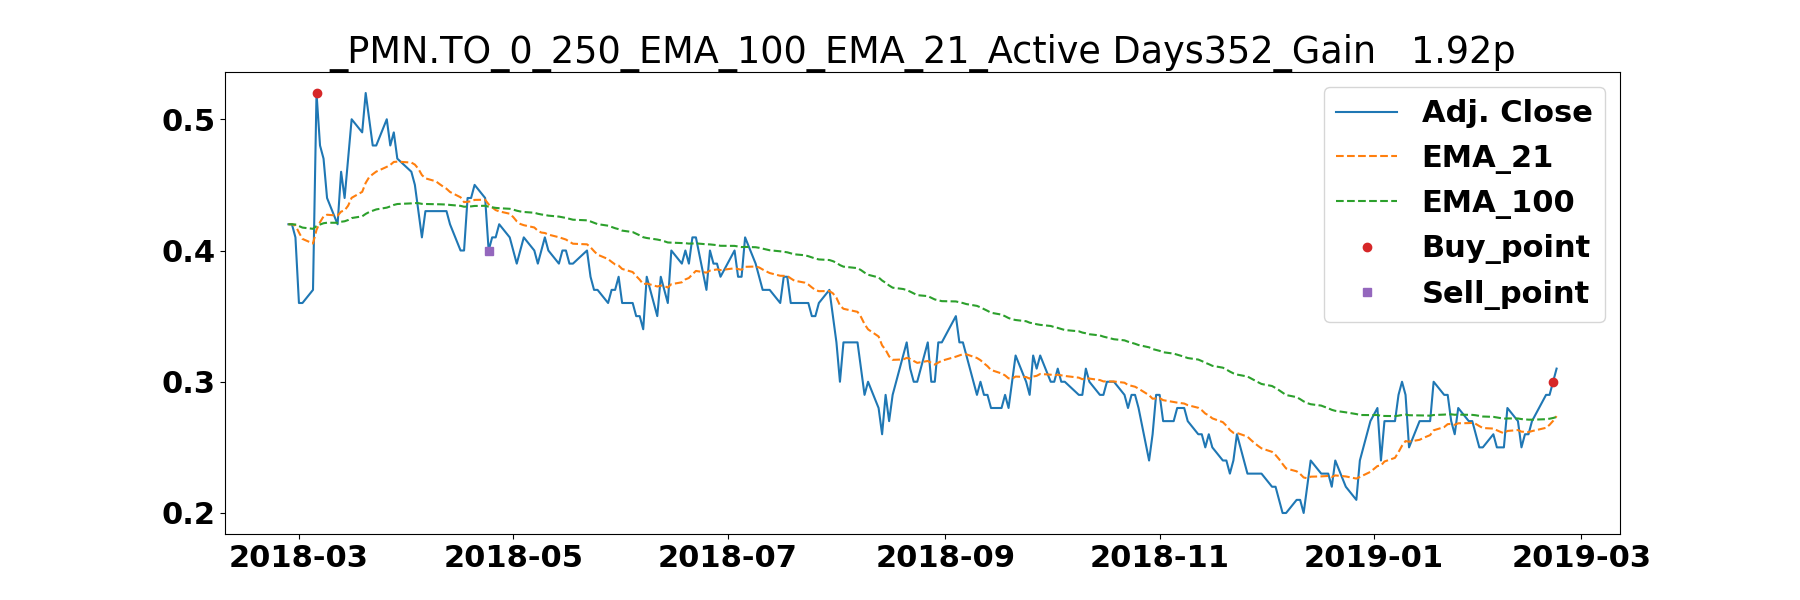 _PMN.TO_0_250_EMA_100_EMA_21_Active Days352_Gain   1.92p
0.5
0.4
0.3
0.2
2018-03
2018-05
2018-07
2018-09
2018-11
2019-01
2019-03
Adj. Close
EMA_21
EMA_100
Buy_point
Sell_point